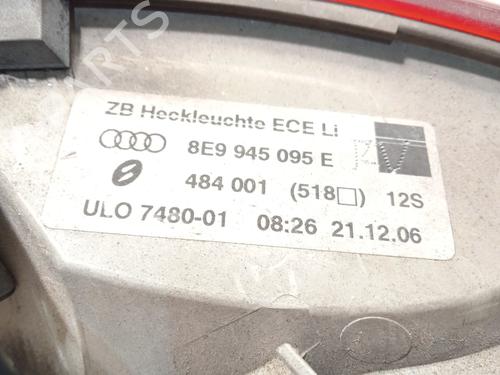 ZB Heckleuchte ECE Li
8E9 945 095 E
484 001 (518□) 12S
ULO 7480-01 08:26 21.12.06